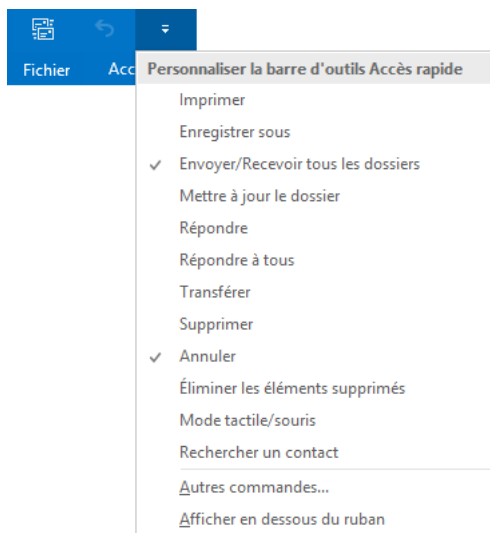 Fichier
Acc
Personnaliser la barre d'outils Accès rapide
Imprimer
Enregistrer sous
Envoyer/Recevoir tous les dossiers
Mettre à jour le dossier
Répondre
Répondre à tous
Transférer
Supprimer
Annuler
Éliminer les éléments supprimés
Mode tactile/souris
Rechercher un contact
Autres commandes...
Afficher en dessous du ruban